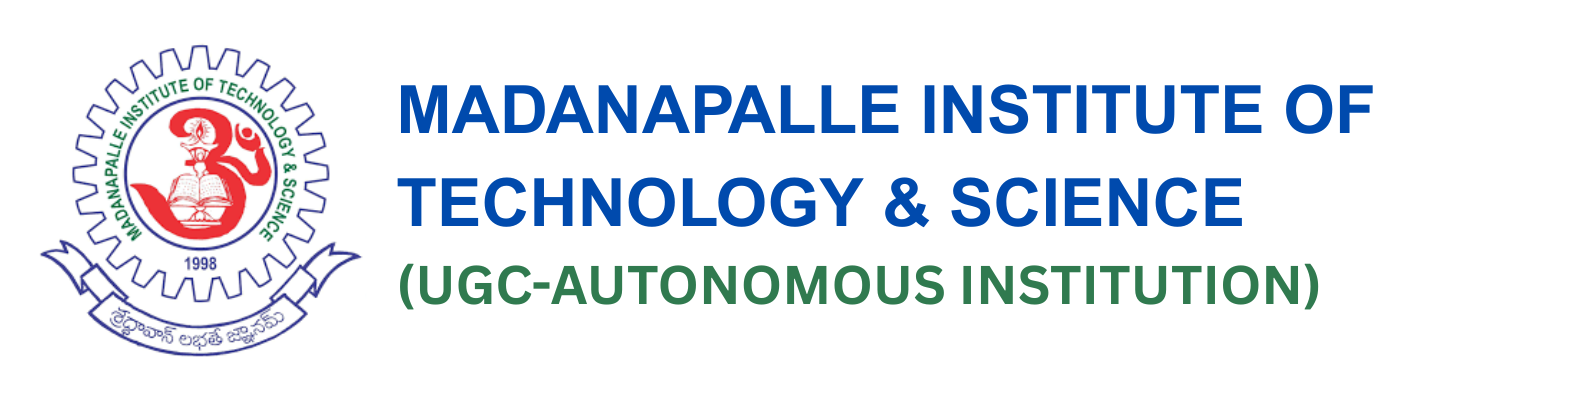 MADANAPALLE INSTITUTE OF TECHNOLOGY & SCIENCE
1998
శ్రద్ధావాన్ లభతే జ్ఞానమ్
MADANAPALLE INSTITUTE OF
TECHNOLOGY & SCIENCE
(UGC-AUTONOMOUS INSTITUTION)